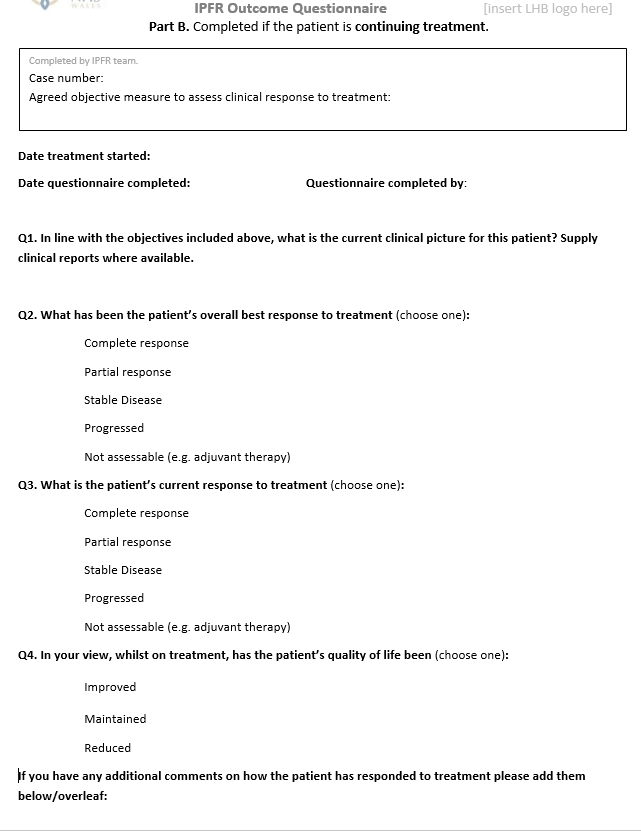 WALES
IPFR Outcome Questionnaire
[insert LHB logo here]
Part B. Completed if the patient is continuing treatment.
Completed by IPFR team.
Case number:
Agreed objective measure to assess clinical response to treatment:
Date treatment started:
Date questionnaire completed:
Questionnaire completed by:
Q1. In line with the objectives included above, what is the current clinical picture for this patient? Supply
clinical reports where available.
Q2. What has been the patient’s overall best response to treatment (choose one):
Complete response
Partial response
Stable Disease
Progressed
Not assessable (e.g. adjuvant therapy)
Q3. What is the patient’s current response to treatment (choose one):
Complete response
Partial response
Stable Disease
Progressed
Not assessable (e.g. adjuvant therapy)
Q4. In your view, whilst on treatment, has the patient’s quality of life been (choose one):
Improved
Maintained
Reduced
If you have any additional comments on how the patient has responded to treatment please add them
below/overleaf: